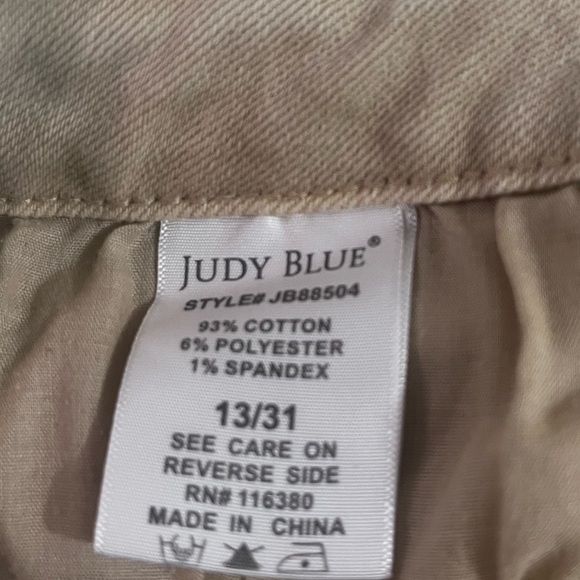 JUDY BLUE®
STYLE# JB88504
93% COTTON
6% POLYESTER
1% SPANDEX
13/31
SEE CARE ON
REVERSE SIDE
RN# 116380
MADE IN CHINA